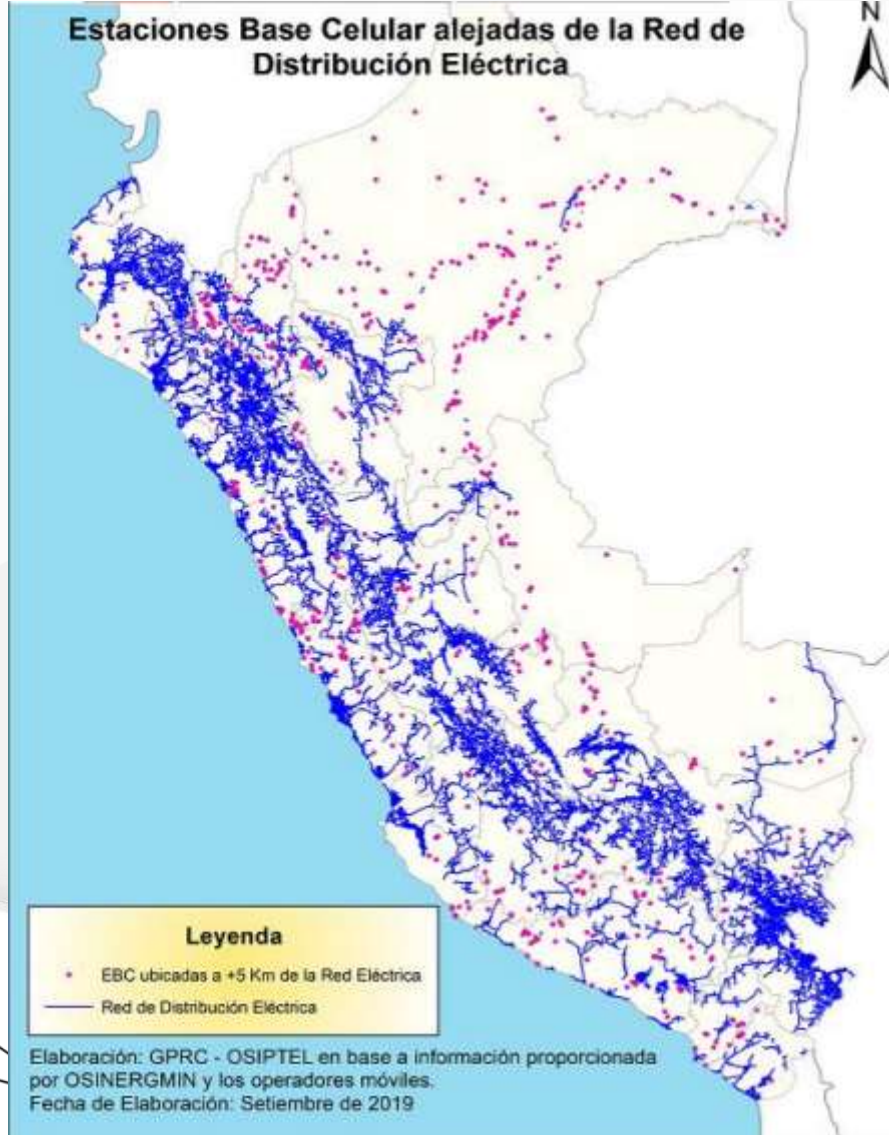 Estaciones Base Celular alejadas de la Red de
Distribución Eléctrica
N
Leyenda
EBC ubicadas a +5 Km de la Red Eléctrica
Red de Distribución Eléctrica
Elaboración: GPRC - OSIPTEL en base a información proporcionada
por OSINERGMIN y los operadores móviles.
Fecha de Elaboración: Setiembre de 2019